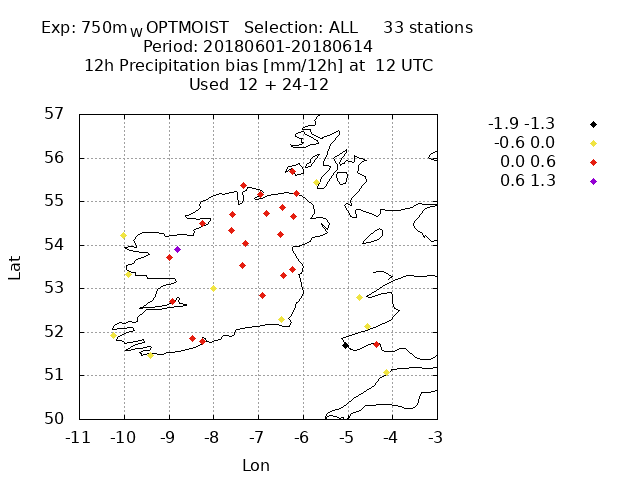 Exp: 750m_W OPTMOIST Selection: ALL 33 stations
Period: 20180601-20180614
12h Precipitation bias [mm/12h] at 12 UTC
Used 12 + 24-12
-1.9 -1.3
-0.6 0.0
0.0 0.6
0.6 1.3
57
56
55
54
53
52
51
50
Lat
-11 -10 -9 -8 -7 -6 -5 -4 -3
Lon